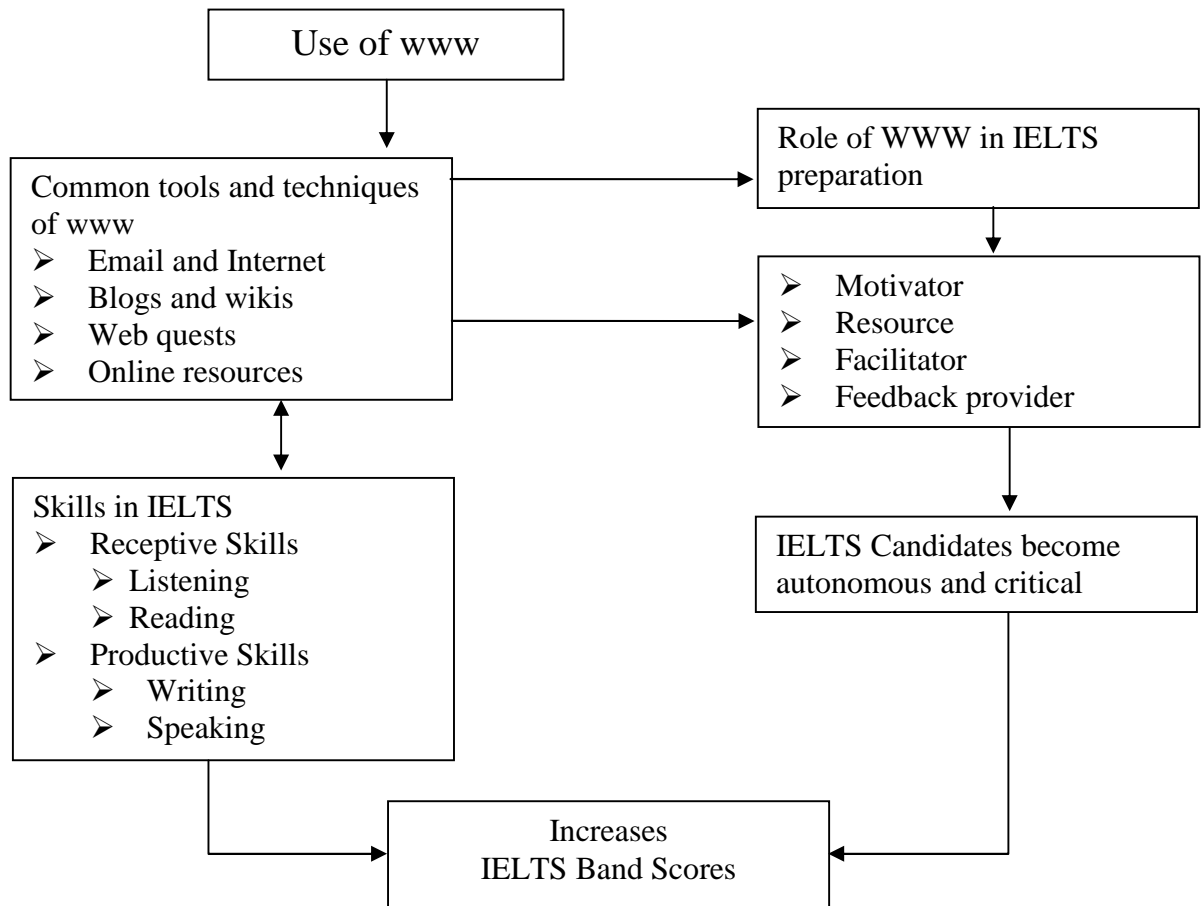 Use of www
Common tools and techniques
of www
➢ Email and Internet
➢ Blogs and wikis
➢ Web quests
➢ Online resources
Role of WWW in IELTS
preparation
➢ Motivator
➢ Resource
➢ Facilitator
➢ Feedback provider
Skills in IELTS
➢ Receptive Skills
➢ Listening
➢ Reading
➢ Productive Skills
➢ Writing
➢ Speaking
IELTS Candidates become
autonomous and critical
Increases
IELTS Band Scores